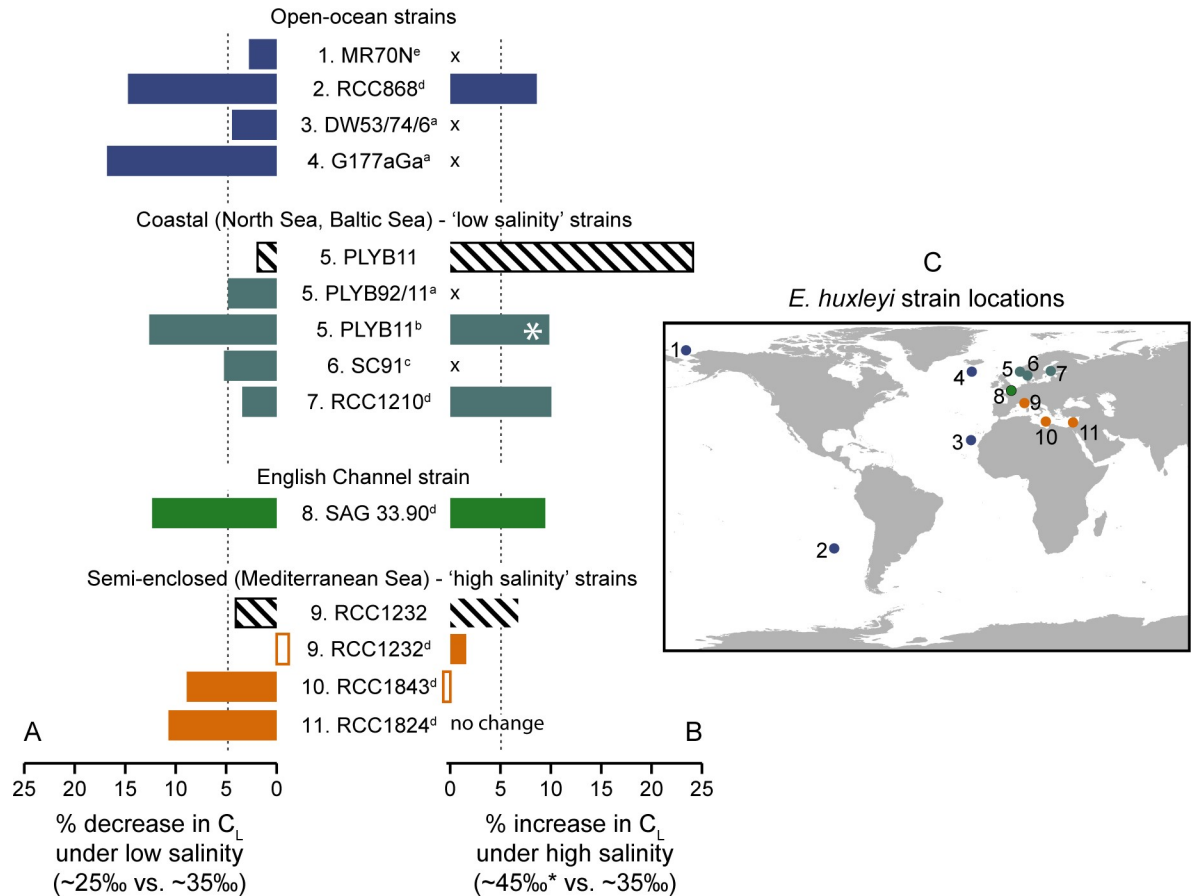 Open-ocean strains
1. MR70Nᵉ x
2. RCC868ᵈ
3. DW53/74/6ᵃ x
4. G177aGaᵃ x
Coastal (North Sea, Baltic Sea) - ‘low salinity’ strains
5. PLYB11
5. PLYB92/11ᵃ x
5. PLYB11ᵇ *
6. SC91ᶜ x
7. RCC1210ᵈ
English Channel strain
8. SAG 33.90ᵈ
Semi-enclosed (Mediterranean Sea) - ‘high salinity’ strains
9. RCC1232
9. RCC1232ᵈ
10. RCC1843ᵈ
11. RCC1824ᵈ no change
A
25 20 15 10 5 0
% decrease in C_L
under low salinity
(~25‰ vs. ~35‰)
B
0 5 10 15 20 25
% increase in C_L
under high salinity
(~45‰* vs. ~35‰)
C
E. huxleyi strain locations
1
4
5
6
7
8
9
10
11
3
2